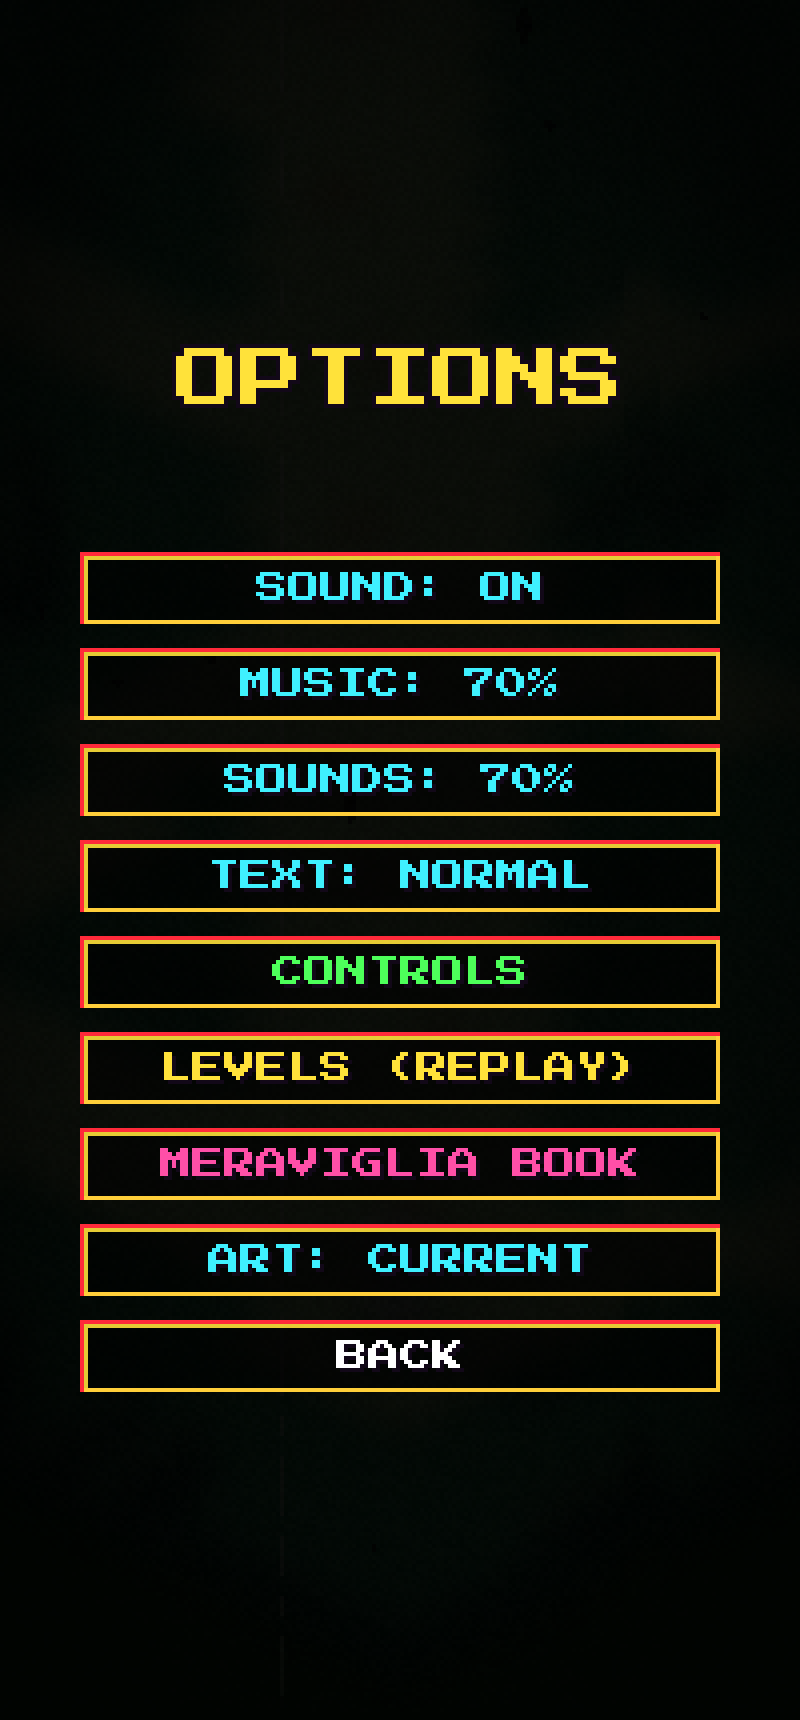 OPTIONS
SOUND: ON
MUSIC: 70%
SOUNDS: 70%
TEXT: NORMAL
CONTROLS
LEVELS (REPLAY)
MERAVIGLIA BOOK
ART: CURRENT
BACK